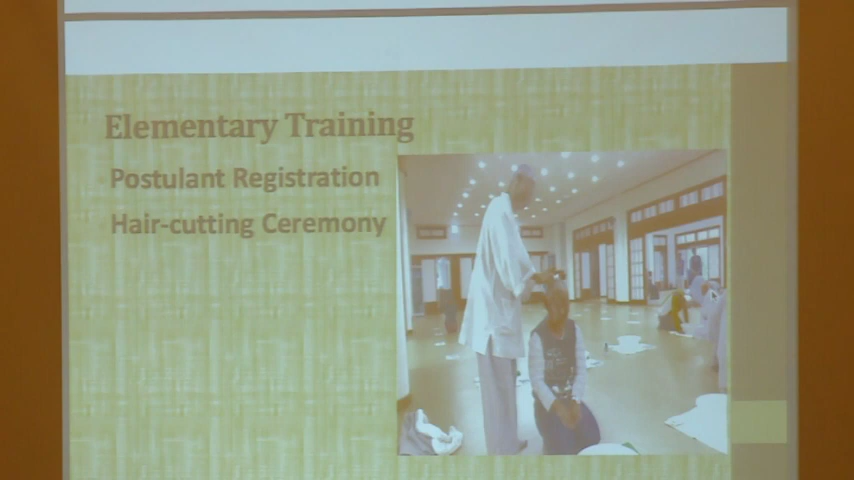 Elementary Training
Postulant Registration
Hair-cutting Ceremony